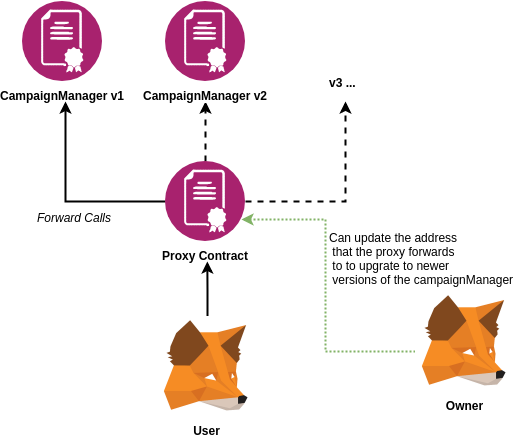 CampaignManager v1
CampaignManager v2
v3 ...
Forward Calls
Proxy Contract
Can update the address
that the proxy forwards
to to upgrate to newer
versions of the campaignManager
Owner
User